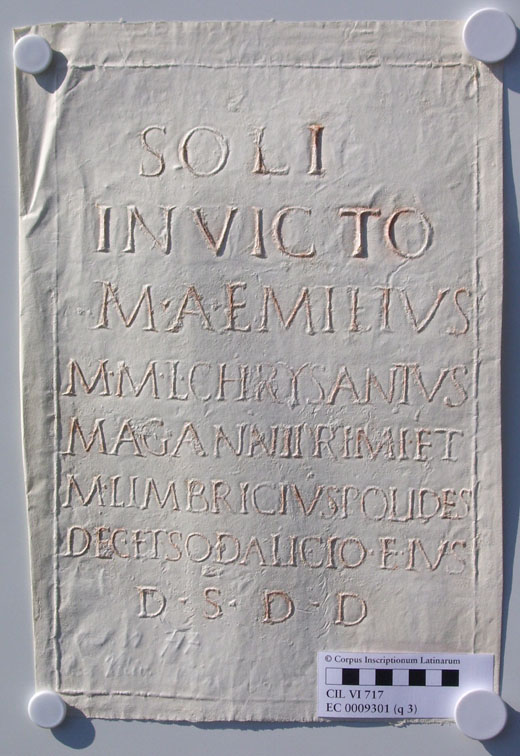 SOLI
INVICTO
M·AEMILIVS
M·M·L·CHRYSANTVS
MAG ANNI PRIMI ET
M·LIMBRICIVS POLIDES
DEC·ET SODALICIO·EIVS
D·S·D·D
© Corpus Inscriptionum Latinarum
CIL VI 717
EC 0009301 (q 3)